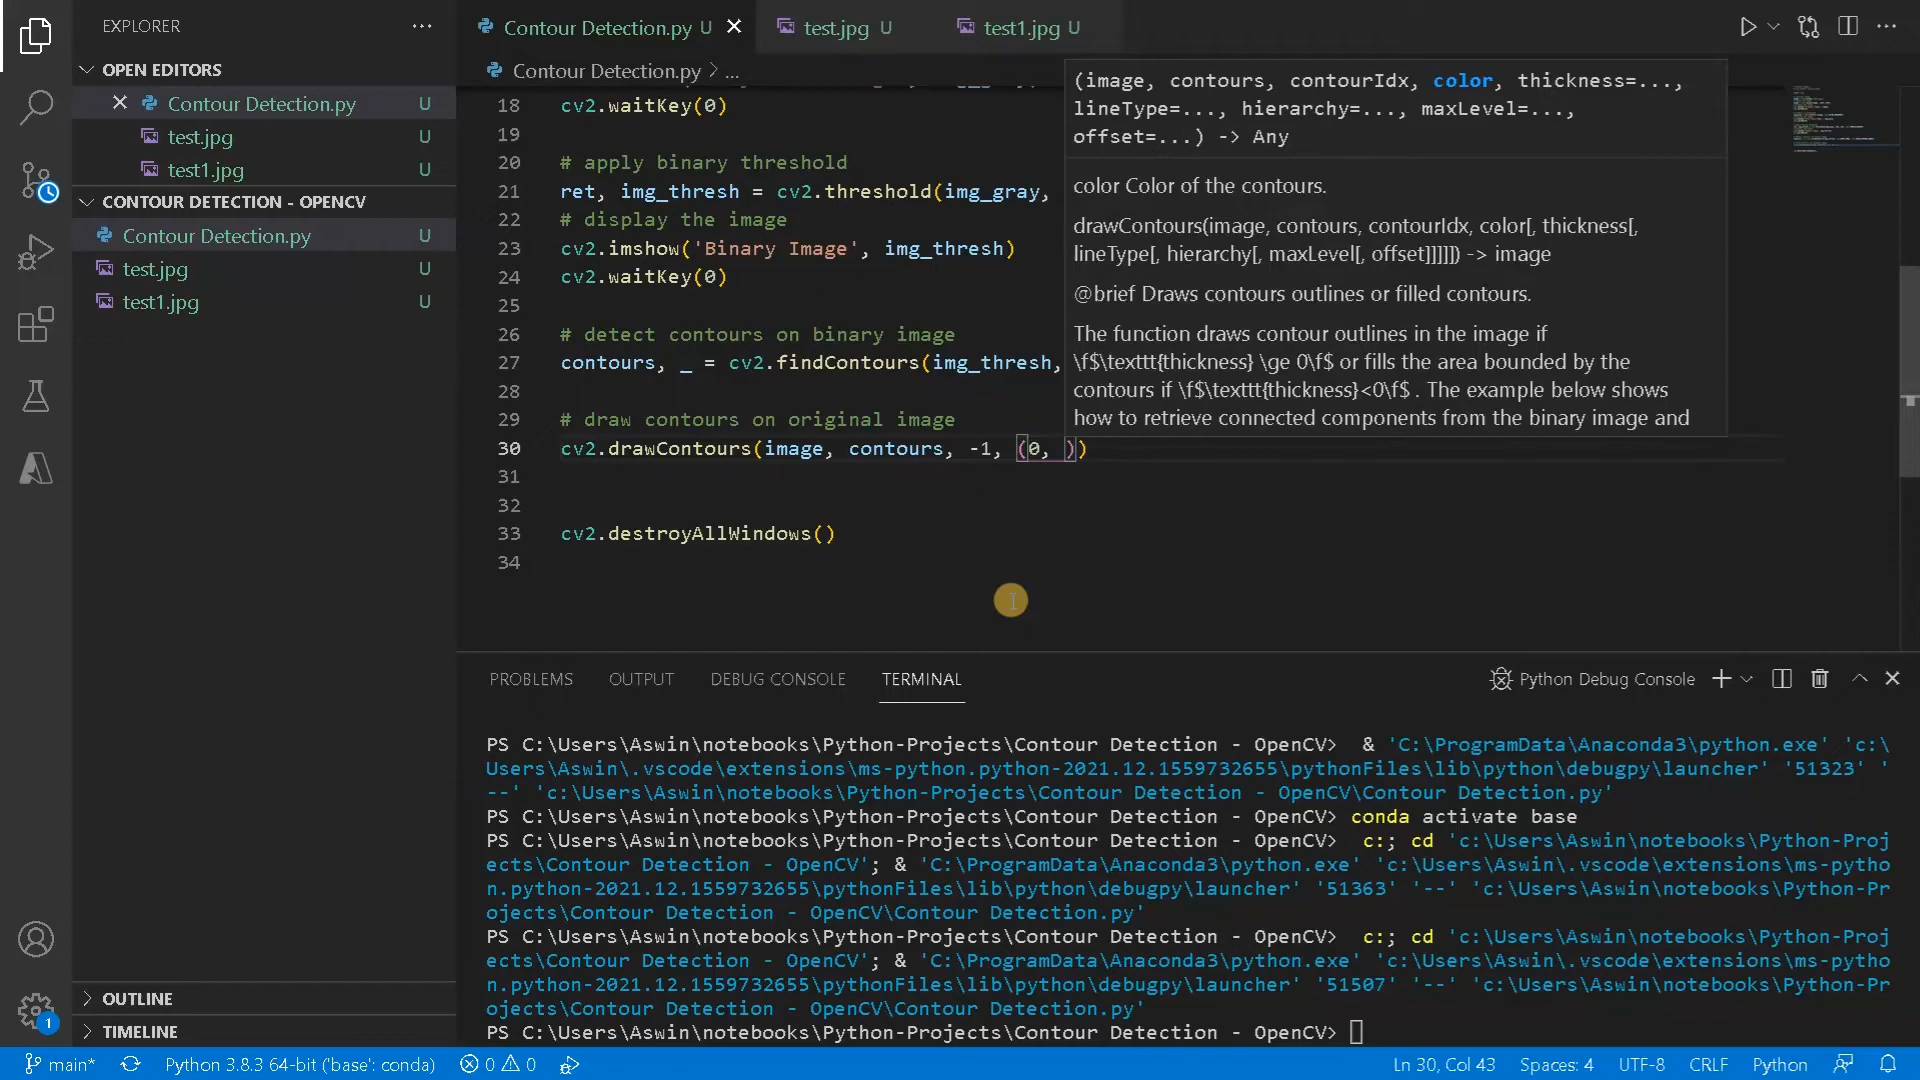 EXPLORER
OPEN EDITORS
Contour Detection.py U
test.jpg U
test1.jpg U
CONTOUR DETECTION - OPENCV
Contour Detection.py U
test.jpg U
test1.jpg U
OUTLINE
TIMELINE
Contour Detection.py U
test.jpg U
test1.jpg U
Contour Detection.py > ...
18 cv2.waitKey(0)
19
20 # apply binary threshold
21 ret, img_thresh = cv2.threshold(img_gray,
22 # display the image
23 cv2.imshow('Binary Image', img_thresh)
24 cv2.waitKey(0)
25
26 # detect contours on binary image
27 contours, _ = cv2.findContours(img_thresh,
28
29 # draw contours on original image
30 cv2.drawContours(image, contours, -1, (0, ))
31
32
33 cv2.destroyAllWindows()
34
(image, contours, contourIdx, color, thickness=...,
lineType=..., hierarchy=..., maxLevel=...,
offset=...) -> Any
color Color of the contours.
drawContours(image, contours, contourIdx, color[, thickness[,
lineType[, hierarchy[, maxLevel[, offset]]]]]) -> image
@brief Draws contours outlines or filled contours.
The function draws contour outlines in the image if
\f$\texttt{thickness} \ge 0\f$ or fills the area bounded by the
contours if \f$\texttt{thickness}<0\f$ . The example below shows
how to retrieve connected components from the binary image and
PROBLEMS OUTPUT DEBUG CONSOLE TERMINAL
Python Debug Console
PS C:\Users\Aswin\notebooks\Python-Projects\Contour Detection - OpenCV>  & 'C:\ProgramData\Anaconda3\python.exe' 'c:\
Users\Aswin\.vscode\extensions\ms-python.python-2021.12.1559732655\pythonFiles\lib\python\debugpy\launcher' '51323' '
--' 'c:\Users\Aswin\notebooks\Python-Projects\Contour Detection - OpenCV\Contour Detection.py'
PS C:\Users\Aswin\notebooks\Python-Projects\Contour Detection - OpenCV> conda activate base
PS C:\Users\Aswin\notebooks\Python-Projects\Contour Detection - OpenCV>  c:; cd 'c:\Users\Aswin\notebooks\Python-Proj
ects\Contour Detection - OpenCV'; & 'C:\ProgramData\Anaconda3\python.exe' 'c:\Users\Aswin\.vscode\extensions\ms-pytho
n.python-2021.12.1559732655\pythonFiles\lib\python\debugpy\launcher' '51363' '--' 'c:\Users\Aswin\notebooks\Python-Pr
ojects\Contour Detection - OpenCV\Contour Detection.py'
PS C:\Users\Aswin\notebooks\Python-Projects\Contour Detection - OpenCV>  c:; cd 'c:\Users\Aswin\notebooks\Python-Proj
ects\Contour Detection - OpenCV'; & 'C:\ProgramData\Anaconda3\python.exe' 'c:\Users\Aswin\.vscode\extensions\ms-pytho
n.python-2021.12.1559732655\pythonFiles\lib\python\debugpy\launcher' '51507' '--' 'c:\Users\Aswin\notebooks\Python-Pr
ojects\Contour Detection - OpenCV\Contour Detection.py'
PS C:\Users\Aswin\notebooks\Python-Projects\Contour Detection - OpenCV>
1
main* Python 3.8.3 64-bit ('base': conda) 0 0 Ln 30, Col 43 Spaces: 4 UTF-8 CRLF Python